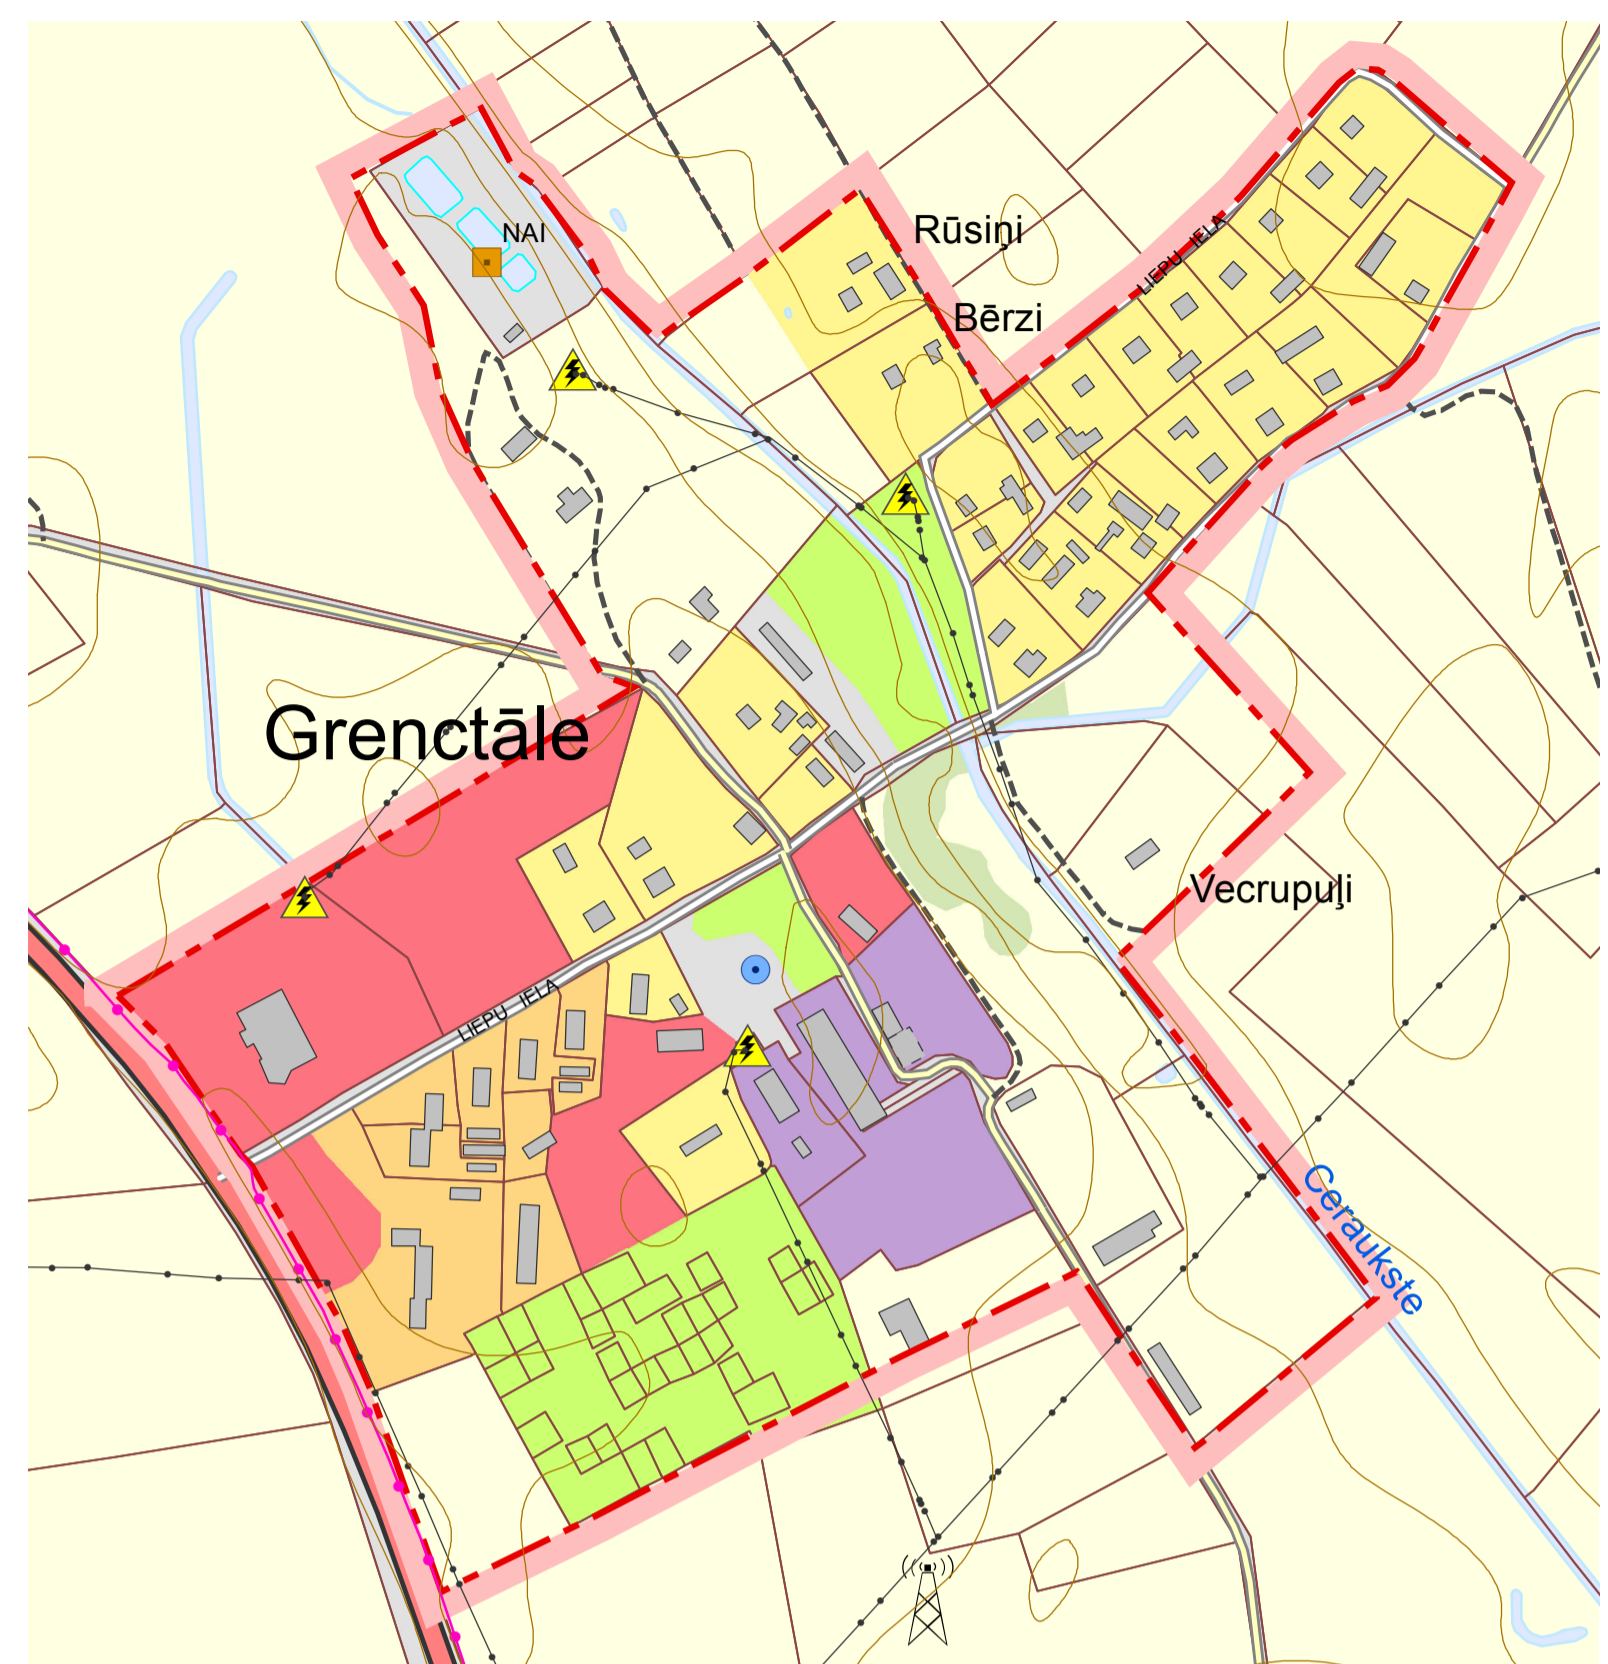 NAI
Rūsiņi
LIEPU IELA
Bērzi
Grenctāle
Vecrupuļi
LIEPU IELA
Ceraukste